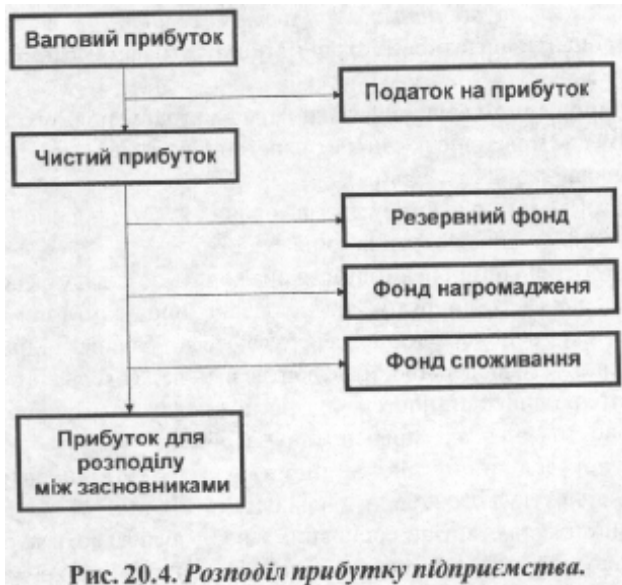 Валовий прибуток
Податок на прибуток
Чистий прибуток
Резервний фонд
Фонд нагромадженя
Фонд споживання
Прибуток для
розподілу
між засновниками
Рис. 20.4. Розподіл прибутку підприємства.